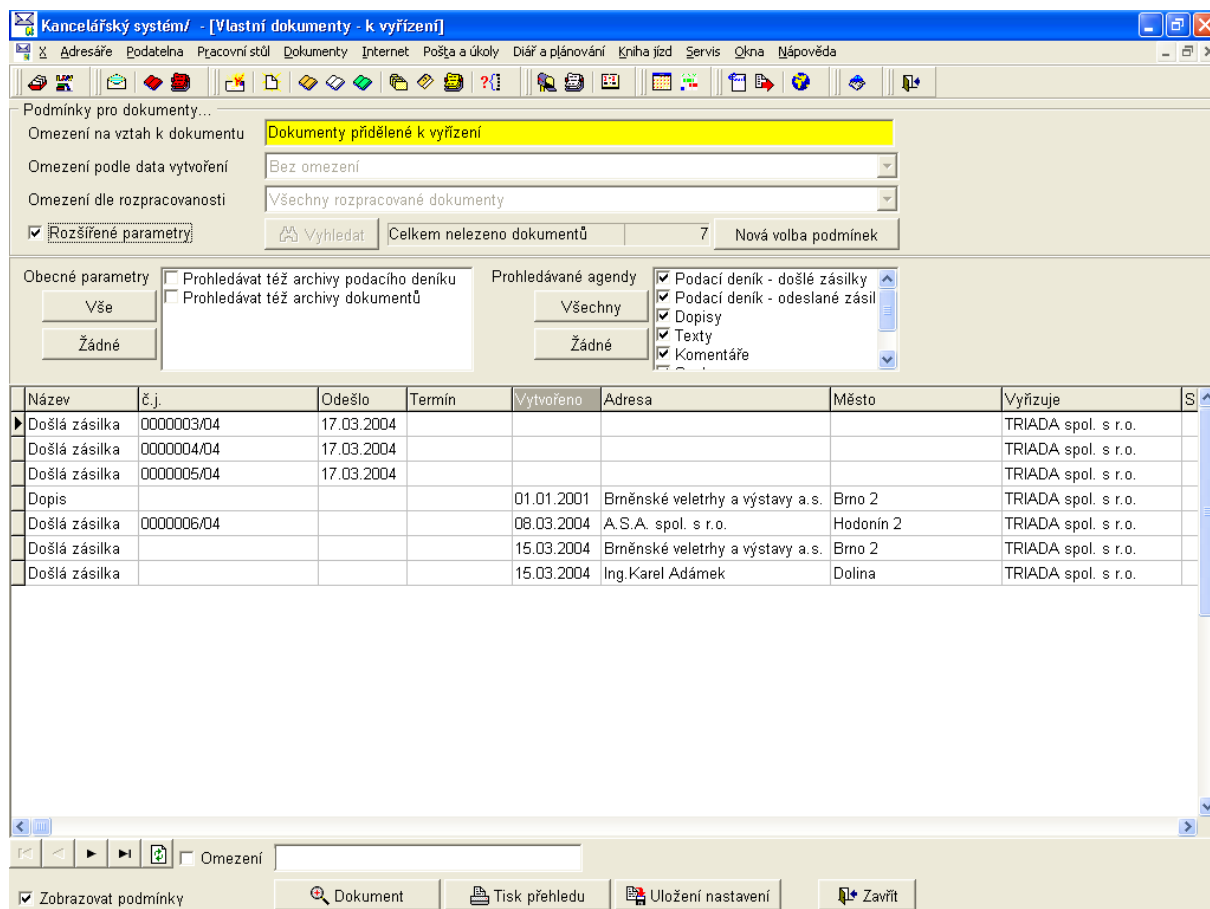 Kancelářský systém/ - [Vlastní dokumenty - k vyřízení]
X Adresáře Podatelna Pracovní stůl Dokumenty Internet Pošta a úkoly Diář a plánování Kniha jízd Servis Okna Nápověda
Podmínky pro dokumenty...
Omezení na vztah k dokumentu Dokumenty přidělené k vyřízení
Omezení podle data vytvoření Bez omezení
Omezení dle rozpracovanosti Všechny rozpracované dokumenty
Rozšířené parametry Vyhledat Celkem nelezeno dokumentů 7 Nová volba podmínek
Obecné parametry Prohledávat též archivy podacího deníku Prohledávané agendy Podací deník - došlé zásilky
Prohledávat též archivy dokumentů Podací deník - odeslané zásil
Vše Všechny Dopisy
Texty
Žádné Žádné Komentáře
Název č.j. Odešlo Termín Vytvořeno Adresa Město Vyřizuje S
Došlá zásilka 0000003/04 17.03.2004 TRIADA spol. s r.o.
Došlá zásilka 0000004/04 17.03.2004 TRIADA spol. s r.o.
Došlá zásilka 0000005/04 17.03.2004 TRIADA spol. s r.o.
Dopis 01.01.2001 Brněnské veletrhy a výstavy a.s. Brno 2 TRIADA spol. s r.o.
Došlá zásilka 0000006/04 08.03.2004 A.S.A. spol. s r.o. Hodonín 2 TRIADA spol. s r.o.
Došlá zásilka 15.03.2004 Brněnské veletrhy a výstavy a.s. Brno 2 TRIADA spol. s r.o.
Došlá zásilka 15.03.2004 Ing.Karel Adámek Dolina TRIADA spol. s r.o.
Omezení
Zobrazovat podmínky Dokument Tisk přehledu Uložení nastavení Zavřít